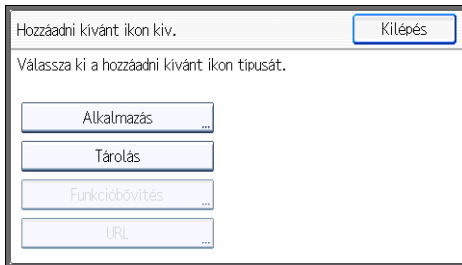 Hozzáadni kívánt ikon kiv.
Kilépés
Válassza ki a hozzáadni kívánt ikon típusát.
Alkalmazás ...
Tárolás
Funkcióbővítés ...
URL ...